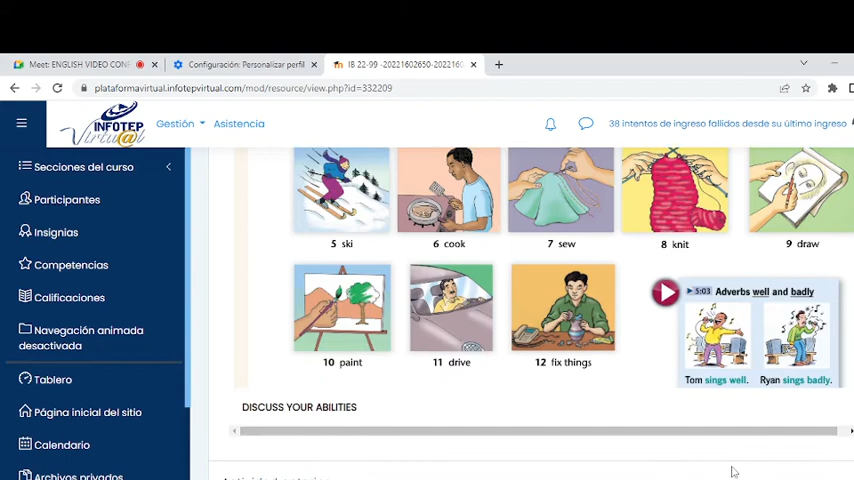 Meet: ENGLISH VIDEO CONF
Configuración: Personalizar perfil
IB 22-99 -20221602650-2022160
plataformavirtual.infotepvirtual.com/mod/resource/view.php?id=332209
INFOTEP
Virtu@l
Gestión
Asistencia
38 intentos de ingreso fallidos desde su último ingreso
Secciones del curso
Participantes
Insignias
Competencias
Calificaciones
Navegación animada
desactivada
Tablero
Página inicial del sitio
Calendario
Archivos privados
5 ski
6 cook
7 sew
8 knit
9 draw
10 paint
11 drive
12 fix things
5:03 Adverbs well and badly
Tom sings well.
Ryan sings badly.
DISCUSS YOUR ABILITIES